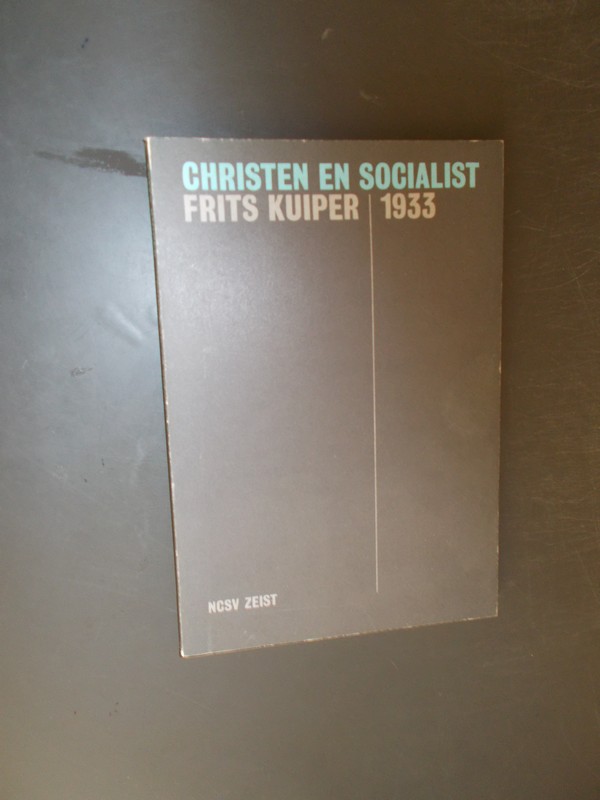 CHRISTEN EN SOCIALIST
FRITS KUIPER | 1933
NCSV ZEIST